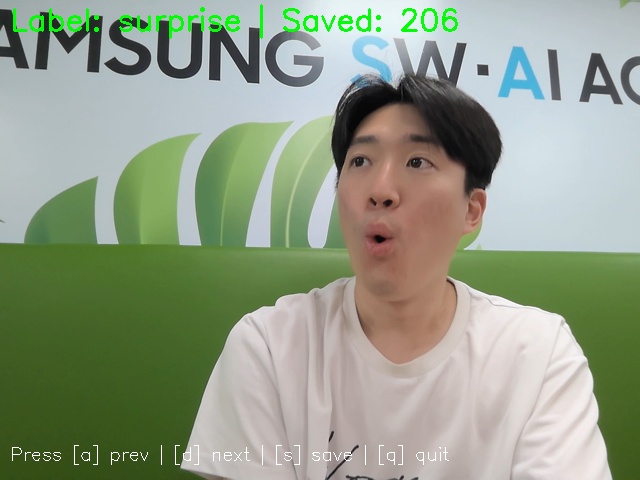 Label: surprise | Saved: 206
AMSUNG SW·AI AC
Press [a] prev | [d] next | [s] save | [q] quit